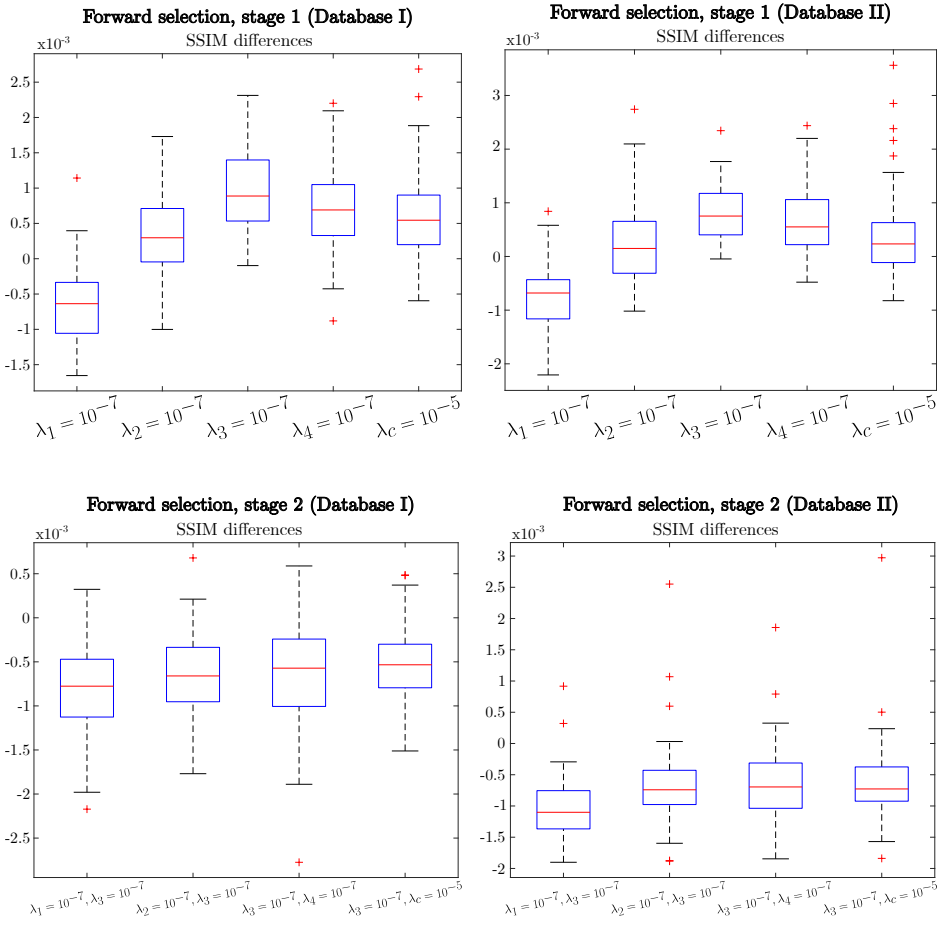 Forward selection, stage 1 (Database I)
SSIM differences
x10⁻³
2.5
2
1.5
1
0.5
0
-0.5
-1
-1.5
λ₁ = 10⁻⁷
λ₂ = 10⁻⁷
λ₃ = 10⁻⁷
λ₄ = 10⁻⁷
λ_c = 10⁻⁵
Forward selection, stage 1 (Database II)
SSIM differences
x10⁻³
3
2
1
0
-1
-2
λ₁ = 10⁻⁷
λ₂ = 10⁻⁷
λ₃ = 10⁻⁷
λ₄ = 10⁻⁷
λ_c = 10⁻⁵
Forward selection, stage 2 (Database I)
SSIM differences
x10⁻³
0.5
0
-0.5
-1
-1.5
-2
-2.5
λ₁ = 10⁻⁷, λ₃ = 10⁻⁷
λ₂ = 10⁻⁷, λ₃ = 10⁻⁷
λ₃ = 10⁻⁷, λ₄ = 10⁻⁷
λ₃ = 10⁻⁷, λ_c = 10⁻⁵
Forward selection, stage 2 (Database II)
SSIM differences
x10⁻³
3
2.5
2
1.5
1
0.5
0
-0.5
-1
-1.5
-2
λ₁ = 10⁻⁷, λ₃ = 10⁻⁷
λ₂ = 10⁻⁷, λ₃ = 10⁻⁷
λ₃ = 10⁻⁷, λ₄ = 10⁻⁷
λ₃ = 10⁻⁷, λ_c = 10⁻⁵